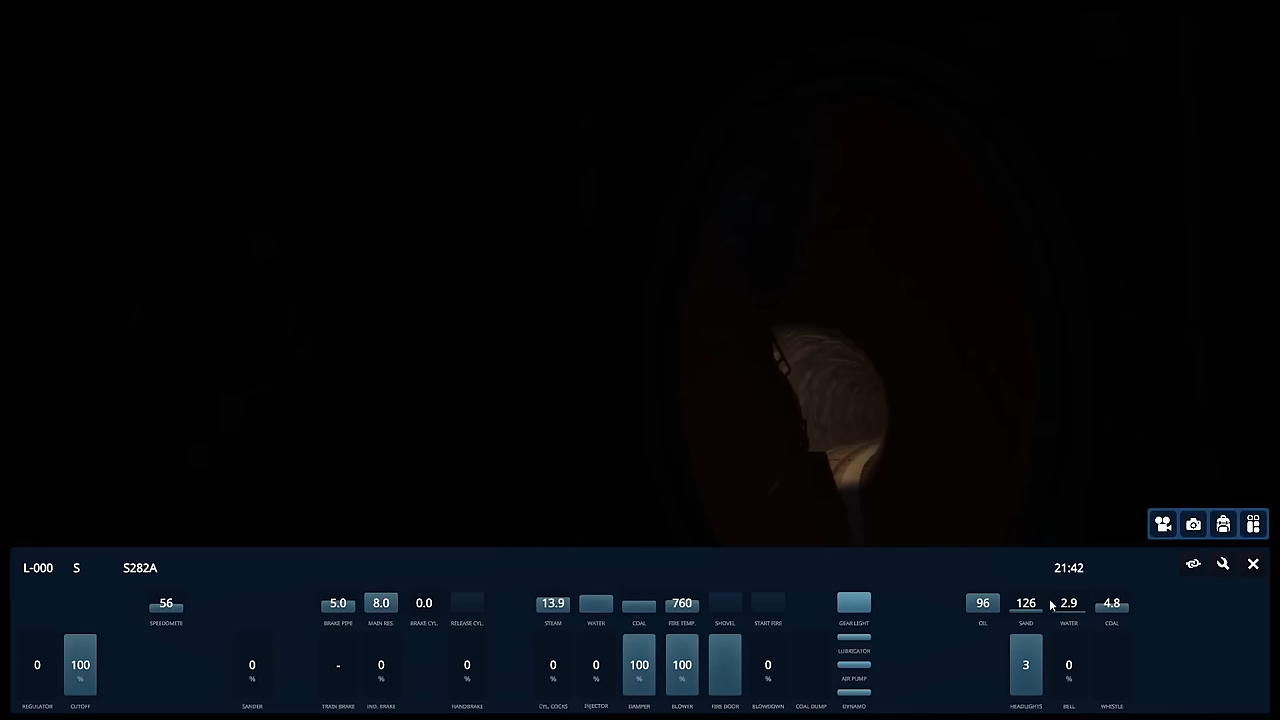 L-000 S S282A 21:42
56 5.0 8.0 0.0 13.9 760 96 126 2.9 4.8
SPEEDOMETE BRAKE PIPE MAIN RES. BRAKE CYL. RELEASE CYL. STEAM WATER COAL FIRE TEMP. SHOVEL START FIRE GEAR LIGHT OIL SAND WATER COAL
LUBRICATOR
0 100 0 - 0 0 0 0 100 100 0 3 0
% % % % % % % % % %
AIR PUMP
REGULATOR CUTOFF SANDER TRAIN BRAKE IND. BRAKE HANDBRAKE CYL. COCKS INJECTOR DAMPER BLOWER FIRE DOOR BLOWDOWN COAL DUMP DYNAMO HEADLIGHTS BELL WHISTLE